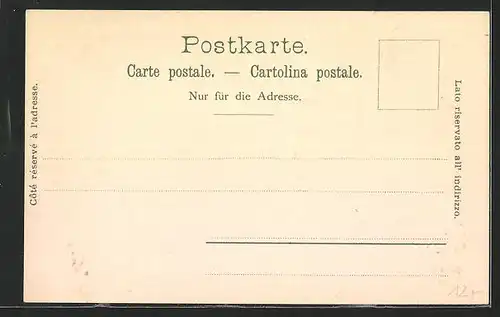 Postkarte.
Carte postale. — Cartolina postale.
Nur für die Adresse.
Côté réservé à l'adresse.
Lato riservato all' indirizzo.